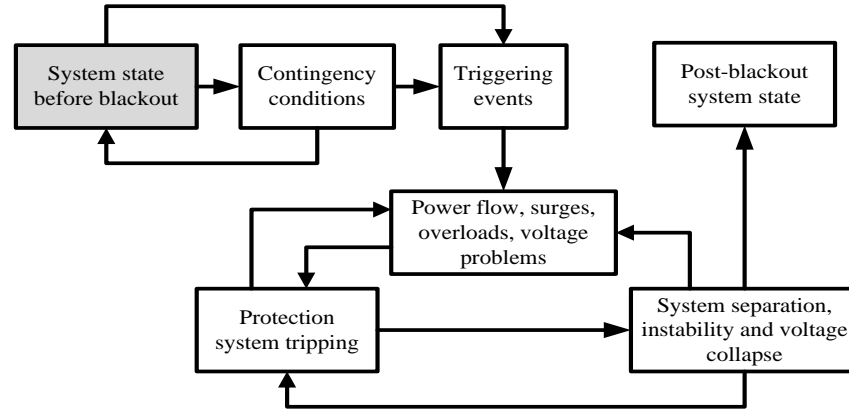 System state
before blackout
Contingency
conditions
Triggering
events
Post-blackout
system state
Power flow, surges,
overloads, voltage
problems
Protection
system tripping
System separation,
instability and voltage
collapse